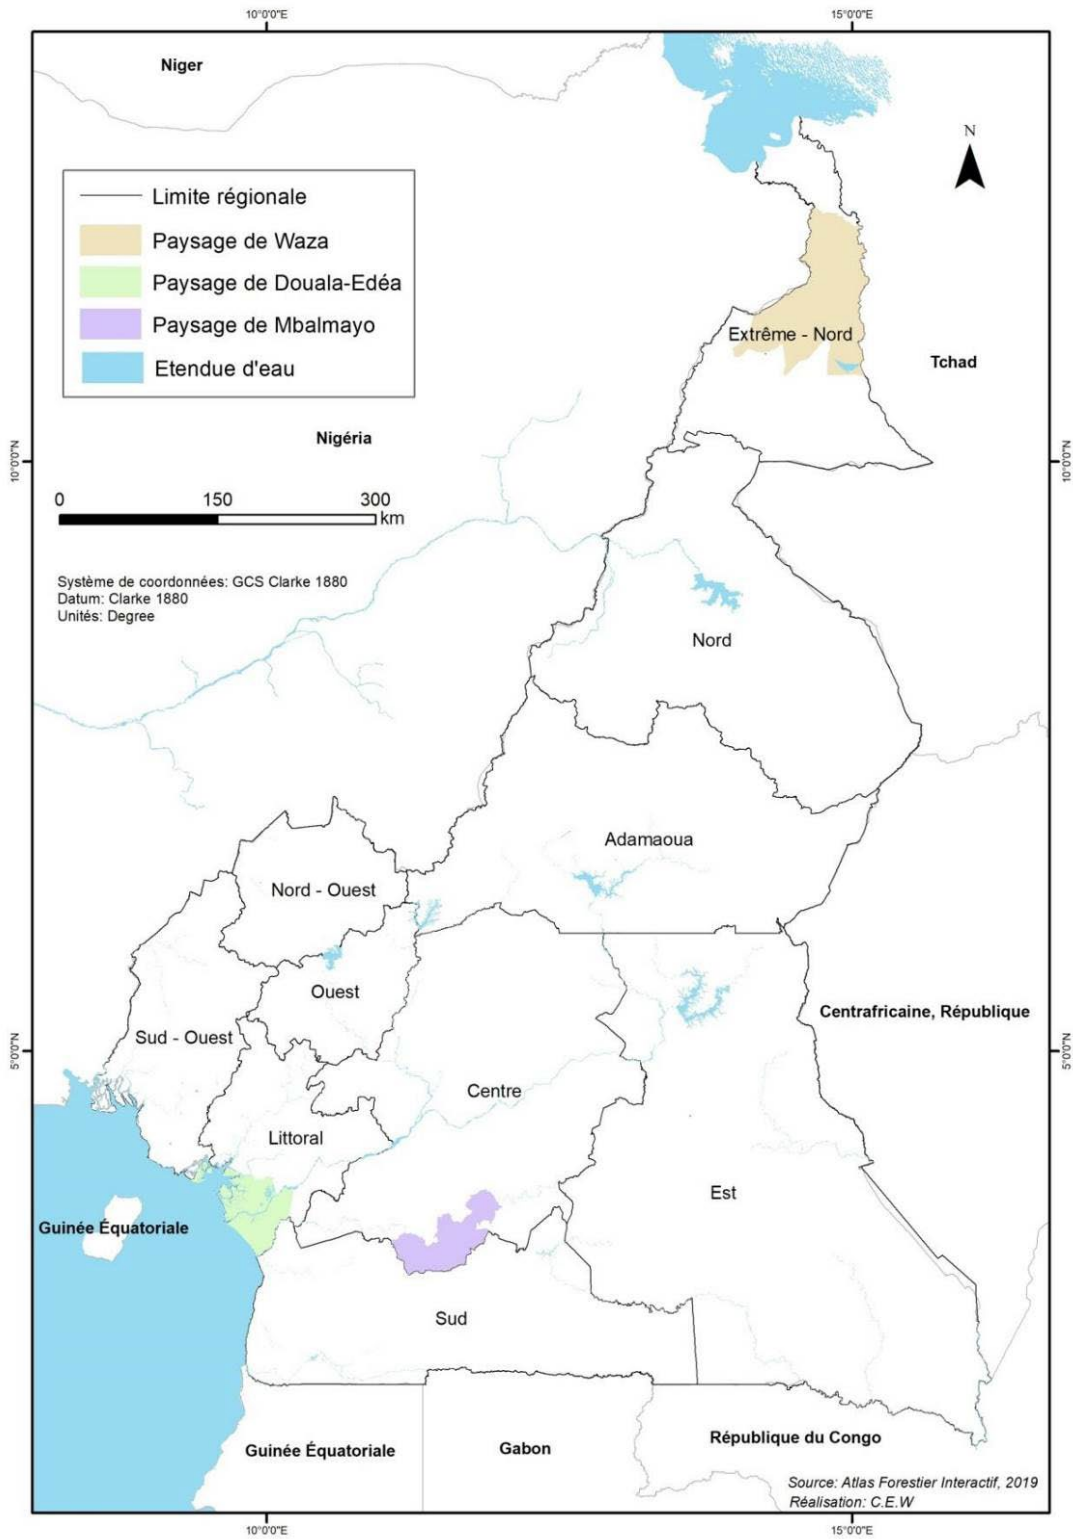 10°0'0"E
15°0'0"E
Niger
N
Limite régionale
Paysage de Waza
Paysage de Douala-Edéa
Paysage de Mbalmayo
Etendue d'eau
Extrême - Nord
Tchad
Nigéria
10°0'0"N
10°0'0"N
0 150 300
km
Système de coordonnées: GCS Clarke 1880
Datum: Clarke 1880
Unités: Degree
Nord
Adamaoua
Nord - Ouest
Ouest
Centrafricaine, République
Sud - Ouest
5°0'0"N
5°0'0"N
Centre
Littoral
Est
Guinée Équatoriale
Sud
Guinée Équatoriale
Gabon
République du Congo
Source: Atlas Forestier Interactif, 2019
Réalisation: C.E.W
10°0'0"E
15°0'0"E